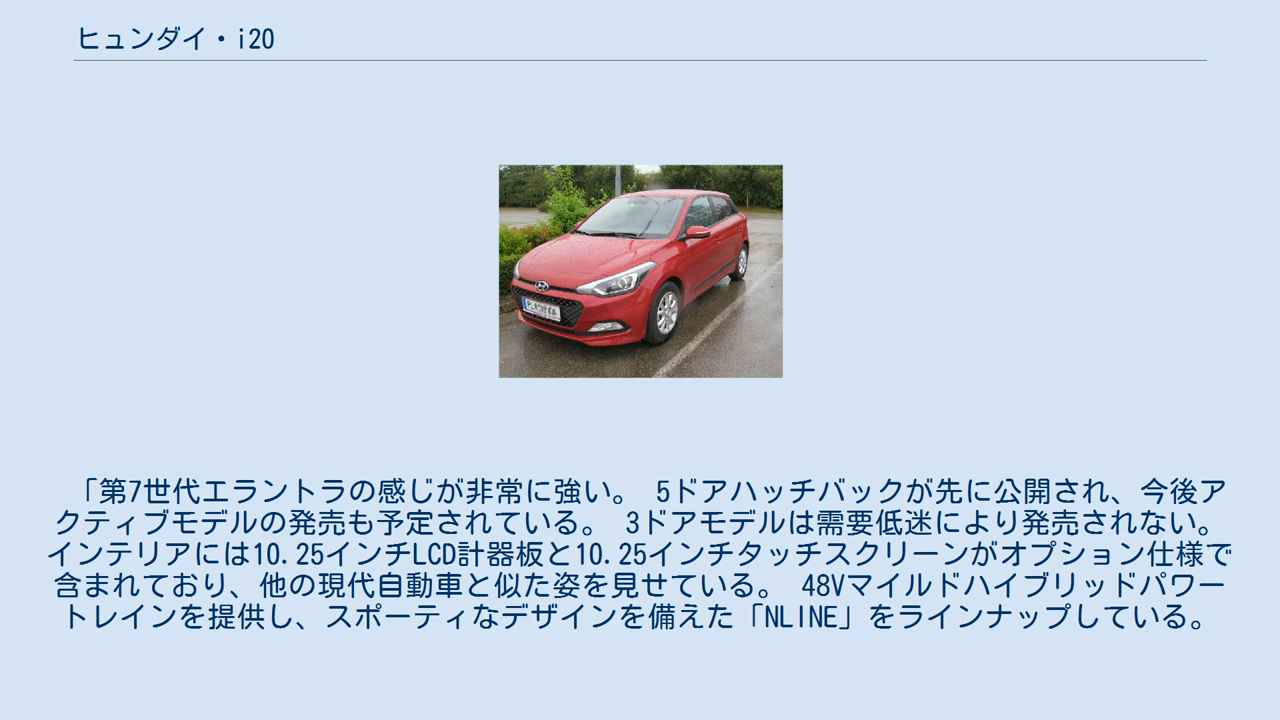 ヒュンダイ・i20
「第7世代エラントラの感じが非常に強い。 5ドアハッチバックが先に公開され、今後ア
クティブモデルの発売も予定されている。 3ドアモデルは需要低迷により発売されない。
インテリアには10.25インチLCD計器板と10.25インチタッチスクリーンがオプション仕様で
含まれており、他の現代自動車と似た姿を見せている。 48Vマイルドハイブリッドパワー
トレインを提供し、スポーティなデザインを備えた「NLINE」をラインナップしている。